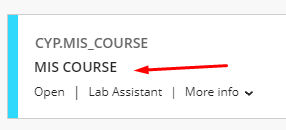 CYP.MIS_COURSE
MIS COURSE
Open | Lab Assistant | More info